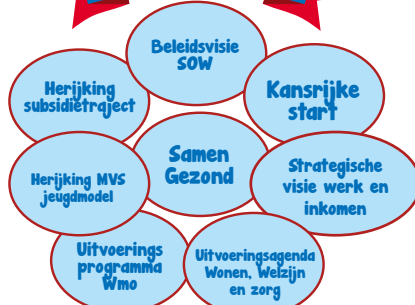 Beleidsvisie
SOW
Herijking
subsidietraject
Kansrijke
start
Samen
Gezond
Herijking MVS
jeugdmodel
Strategische
visie werk en
inkomen
Uitvoerings
programma
Wmo
Uitvoeringsagenda
Wonen, Welzijn
en zorg